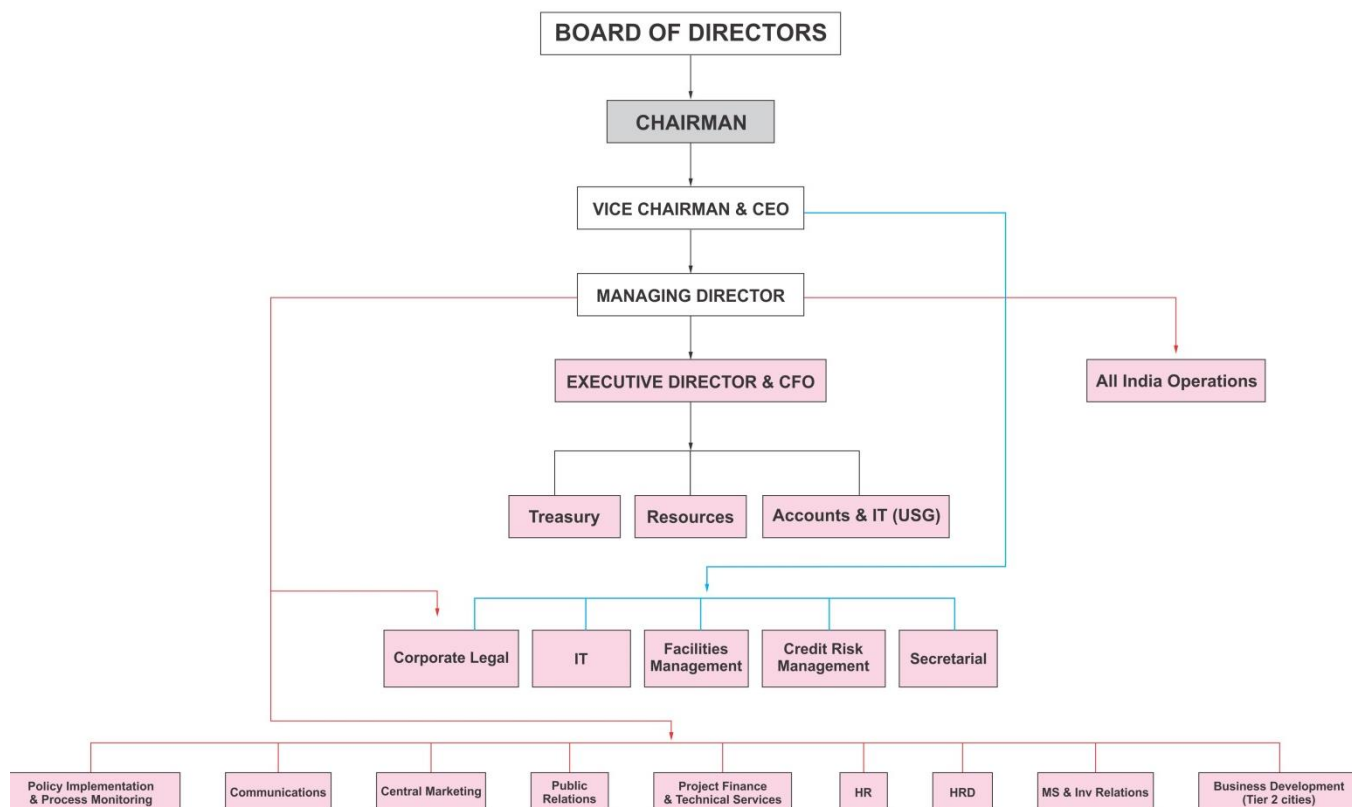 BOARD OF DIRECTORS
CHAIRMAN
VICE CHAIRMAN & CEO
MANAGING DIRECTOR
EXECUTIVE DIRECTOR & CFO
All India Operations
Treasury
Resources
Accounts & IT (USG)
Corporate Legal
IT
Facilities
Management
Credit Risk
Management
Secretarial
Policy Implementation
& Process Monitoring
Communications
Central Marketing
Public
Relations
Project Finance
& Technical Services
HR
HRD
MS & Inv Relations
Business Development
(Tier 2 cities)